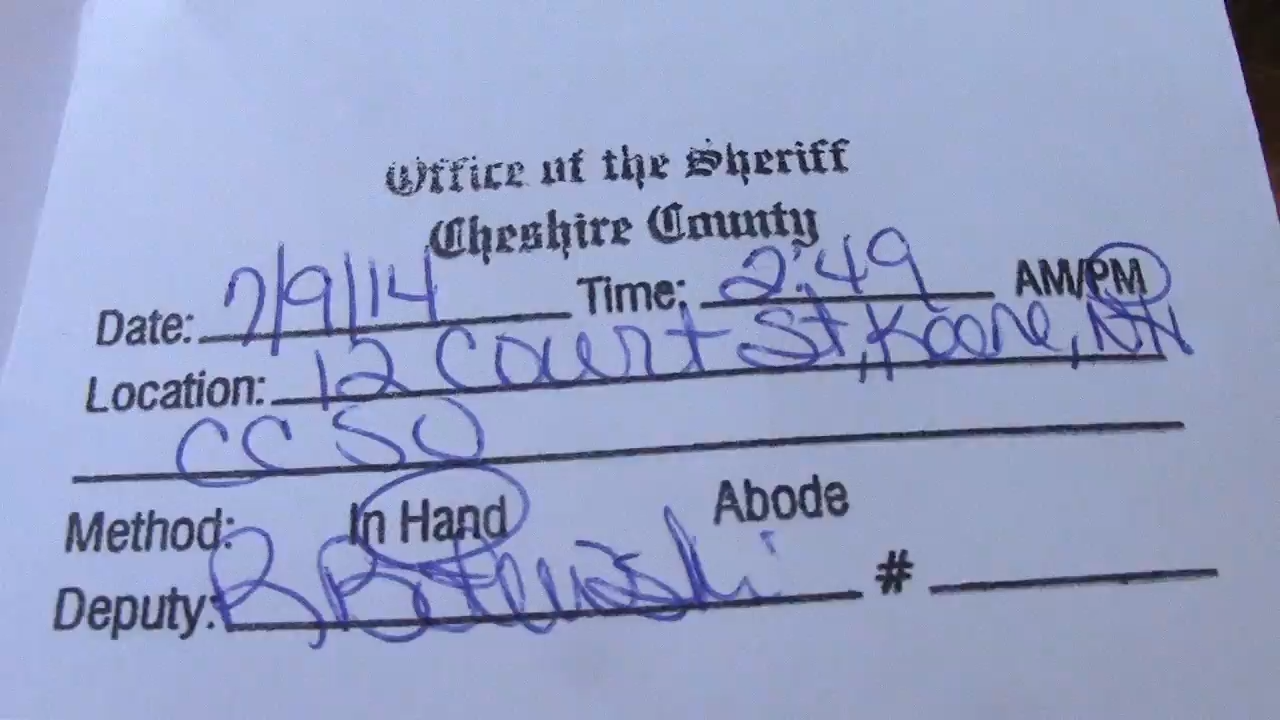 Office of the Sheriff
Cheshire County
Date: 7/9/14 Time: 2:49 AM/PM
Location: 12 Court St, Keene, NH
CCSO
Method: In Hand Abode
Deputy: #